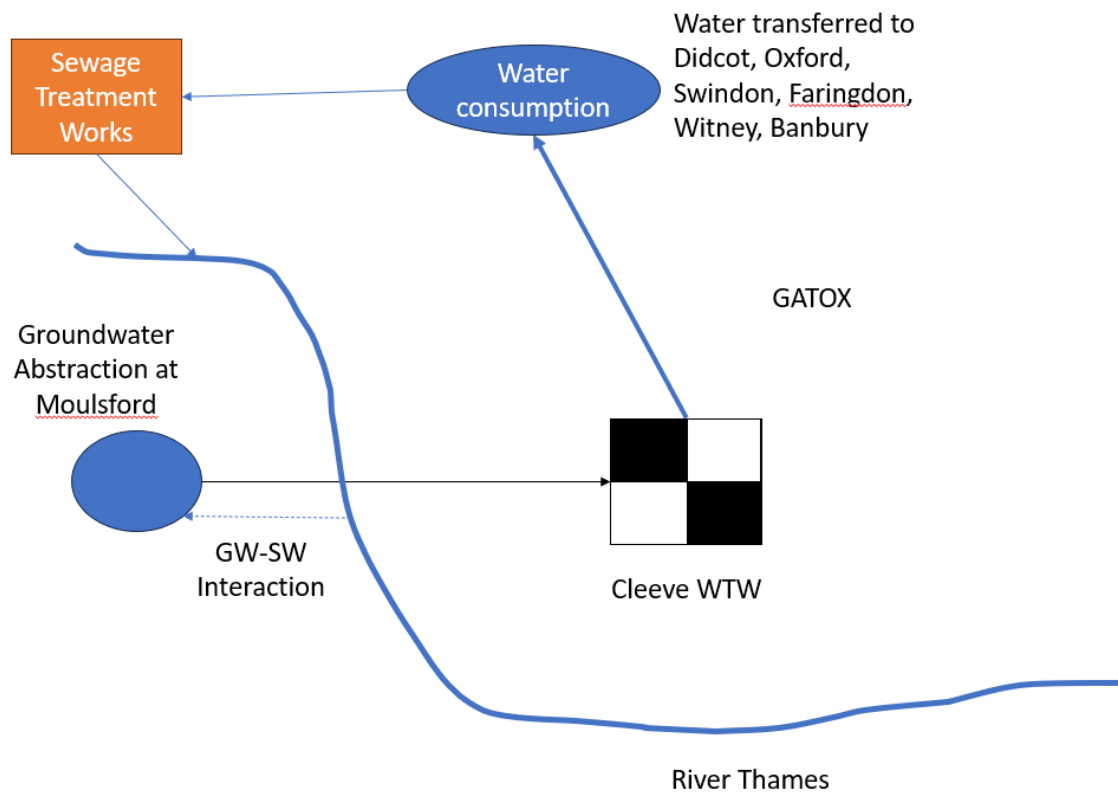 Sewage
Treatment
Works
Water
consumption
Water transferred to
Didcot, Oxford,
Swindon, Faringdon,
Witney, Banbury
GATOX
Groundwater
Abstraction at
Moulsford
GW-SW
Interaction
Cleeve WTW
River Thames